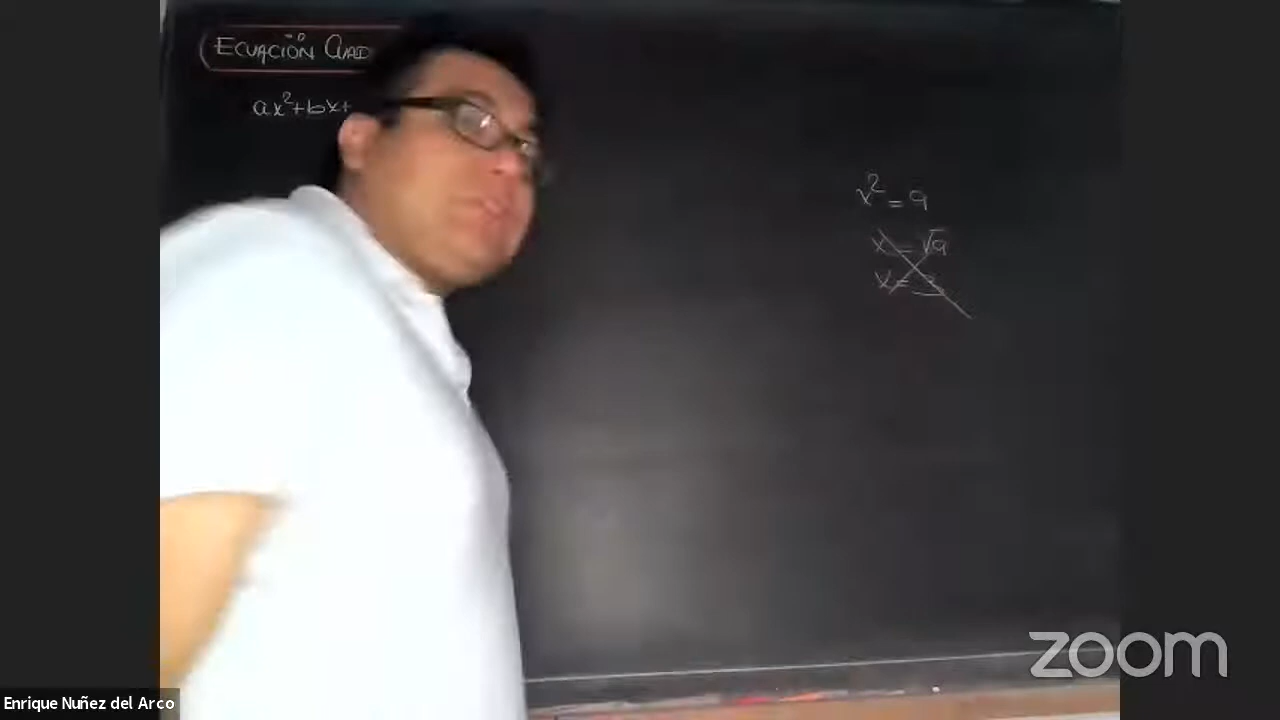 ECUACIÓN CUAD
ax²+bx+
x² = 9
x = √9
x = 3
zoom
Enrique Nuñez del Arco